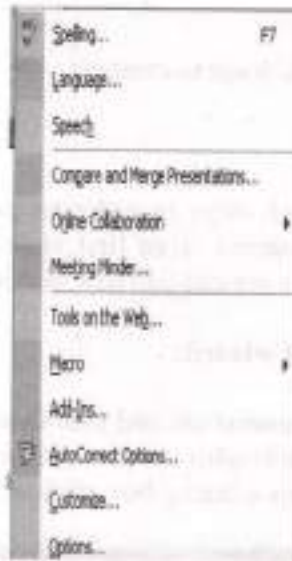 Spelling... F7
Language...
Speech
Compare and Merge Presentations...
Online Collaboration
Meeting Minder...
Tools on the Web...
Macro
Add-Ins...
AutoCorrect Options...
Customize...
Options...